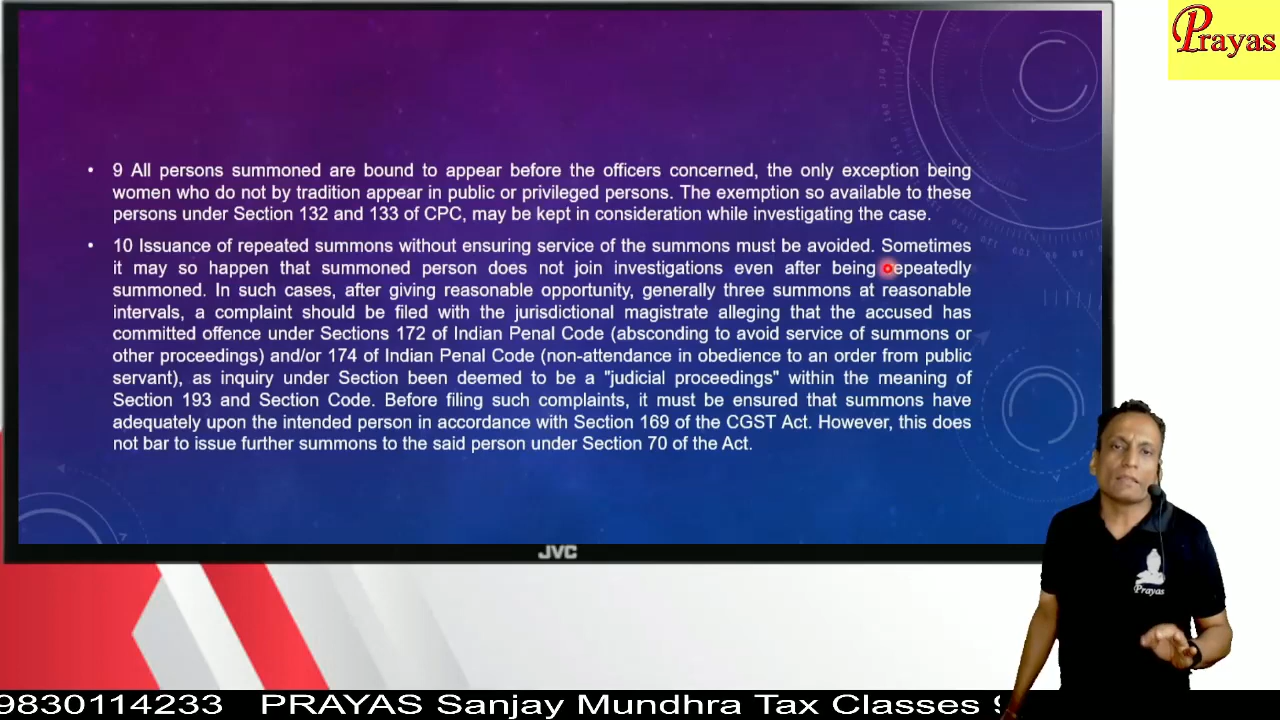 Prayas
• 9 All persons summoned are bound to appear before the officers concerned, the only exception being
women who do not by tradition appear in public or privileged persons. The exemption so available to these
persons under Section 132 and 133 of CPC, may be kept in consideration while investigating the case.
• 10 Issuance of repeated summons without ensuring service of the summons must be avoided. Sometimes
it may so happen that summoned person does not join investigations even after being repeatedly
summoned. In such cases, after giving reasonable opportunity, generally three summons at reasonable
intervals, a complaint should be filed with the jurisdictional magistrate alleging that the accused has
committed offence under Sections 172 of Indian Penal Code (absconding to avoid service of summons or
other proceedings) and/or 174 of Indian Penal Code (non-attendance in obedience to an order from public
servant), as inquiry under Section been deemed to be a "judicial proceedings" within the meaning of
Section 193 and Section Code. Before filing such complaints, it must be ensured that summons have
adequately upon the intended person in accordance with Section 169 of the CGST Act. However, this does
not bar to issue further summons to the said person under Section 70 of the Act.
JVC
Prayas
9830114233 PRAYAS Sanjay Mundhra Tax Classes 9